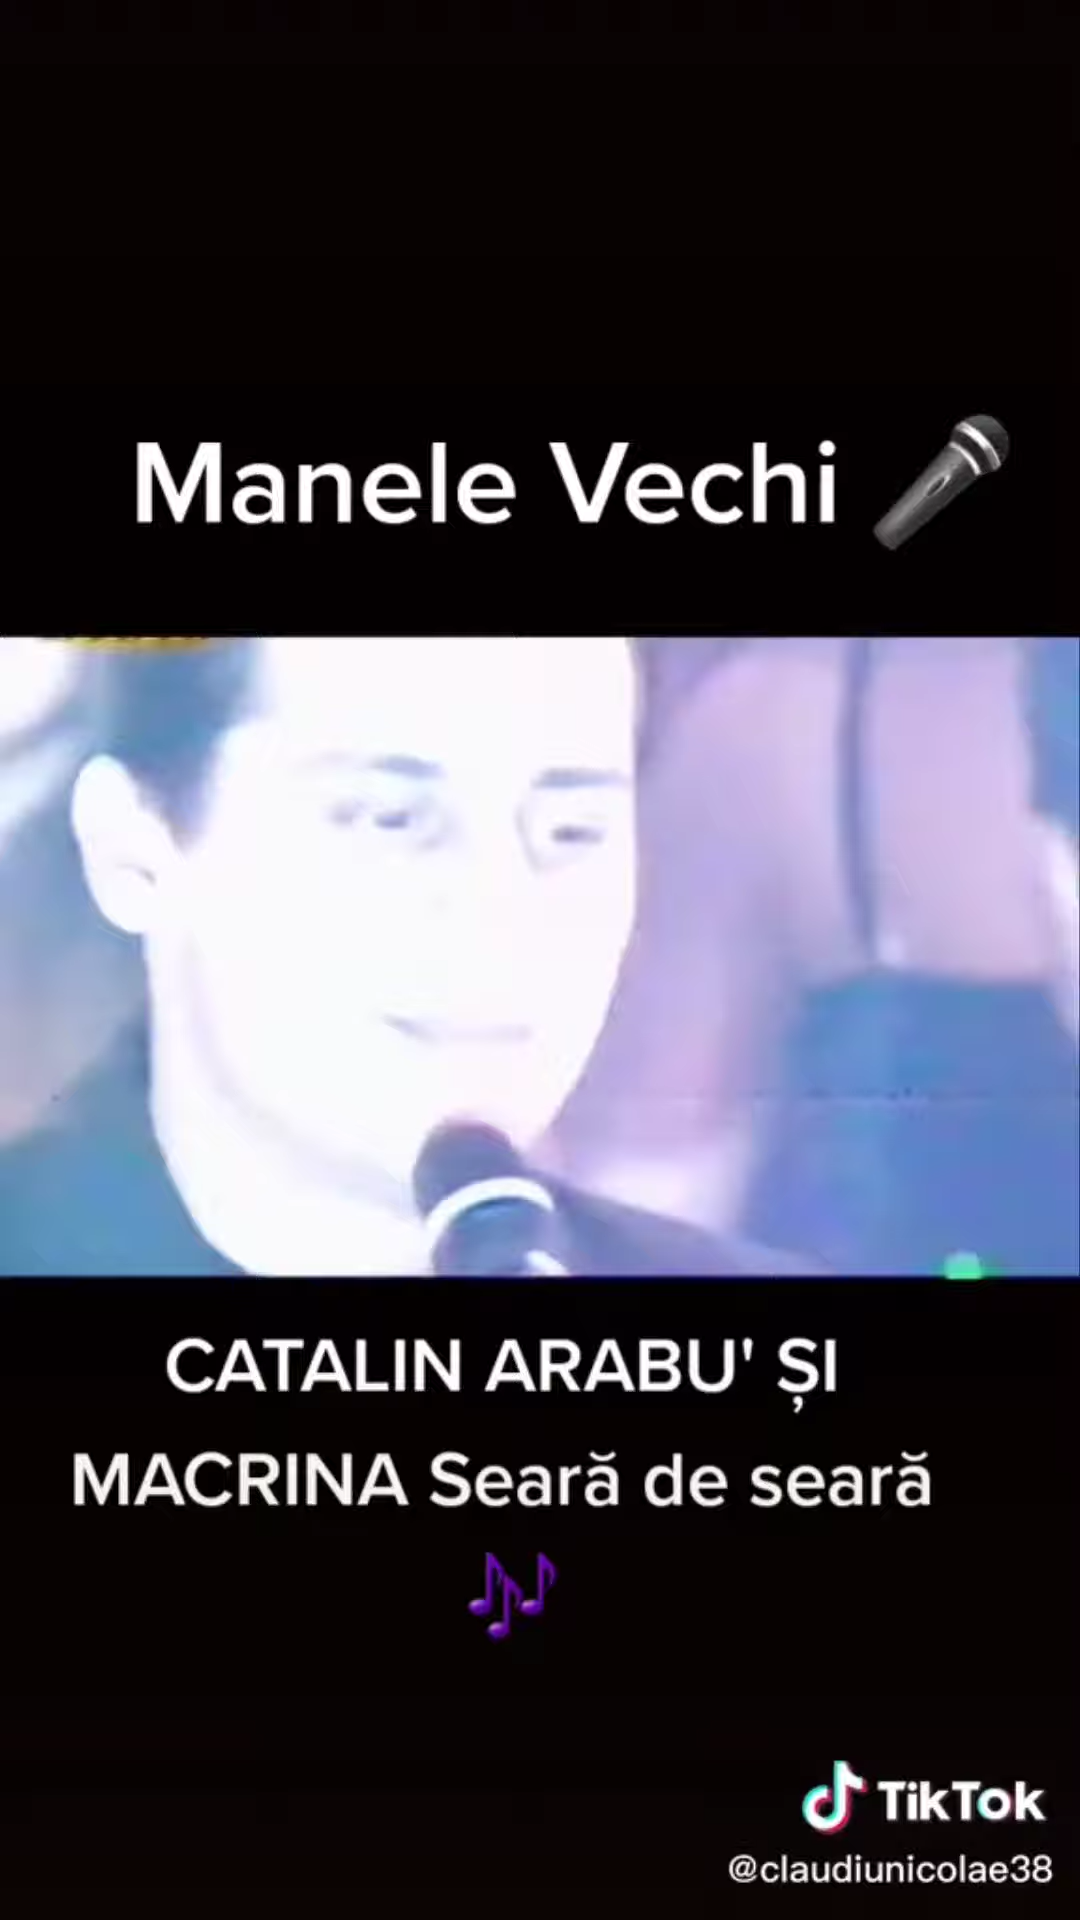 Manele Vechi
CATALIN ARABU' ȘI
MACRINA Seară de seară
TikTok
@claudiunicolae38